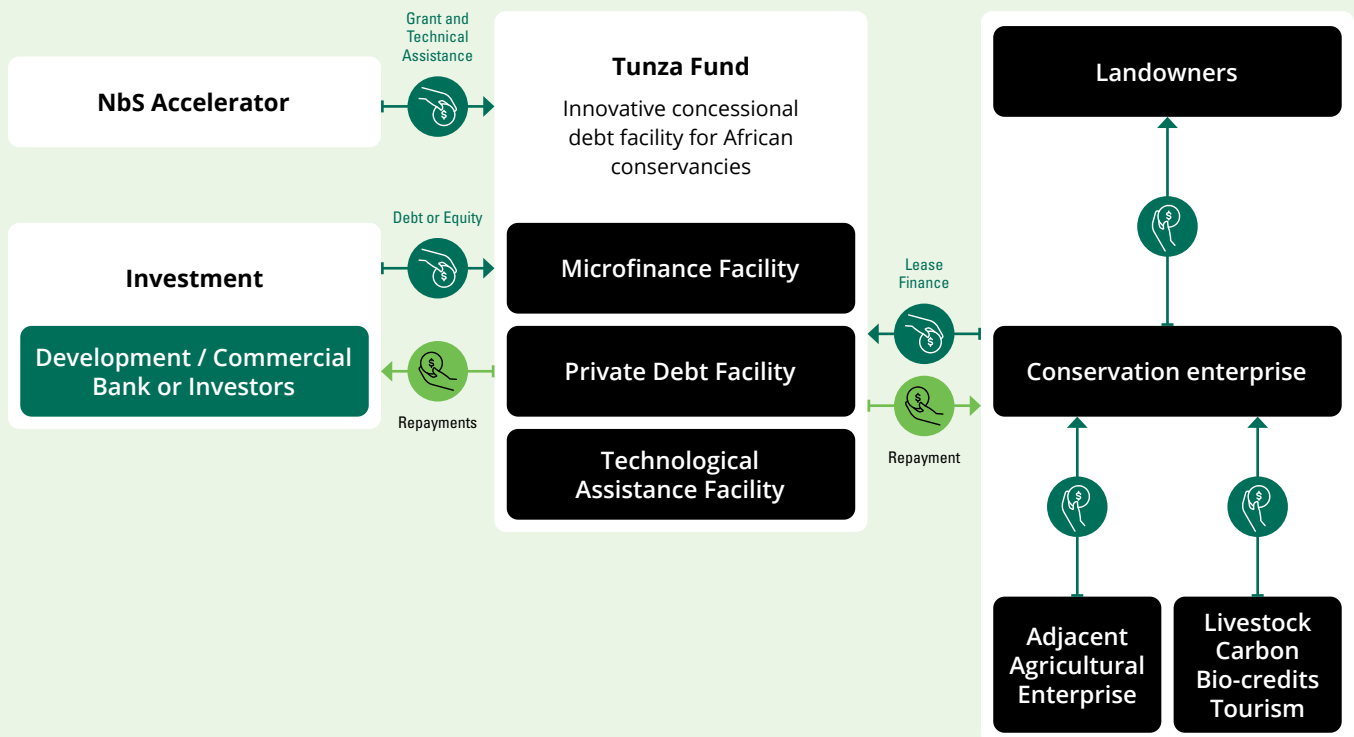 Grant and
Technical
Assistance
NbS Accelerator
Tunza Fund
Innovative concessional
debt facility for African
conservancies
Landowners
Debt or Equity
Investment
Development / Commercial
Bank or Investors
Repayments
Microfinance Facility
Private Debt Facility
Technological
Assistance Facility
Lease
Finance
Repayment
Conservation enterprise
Adjacent
Agricultural
Enterprise
Livestock
Carbon
Bio-credits
Tourism